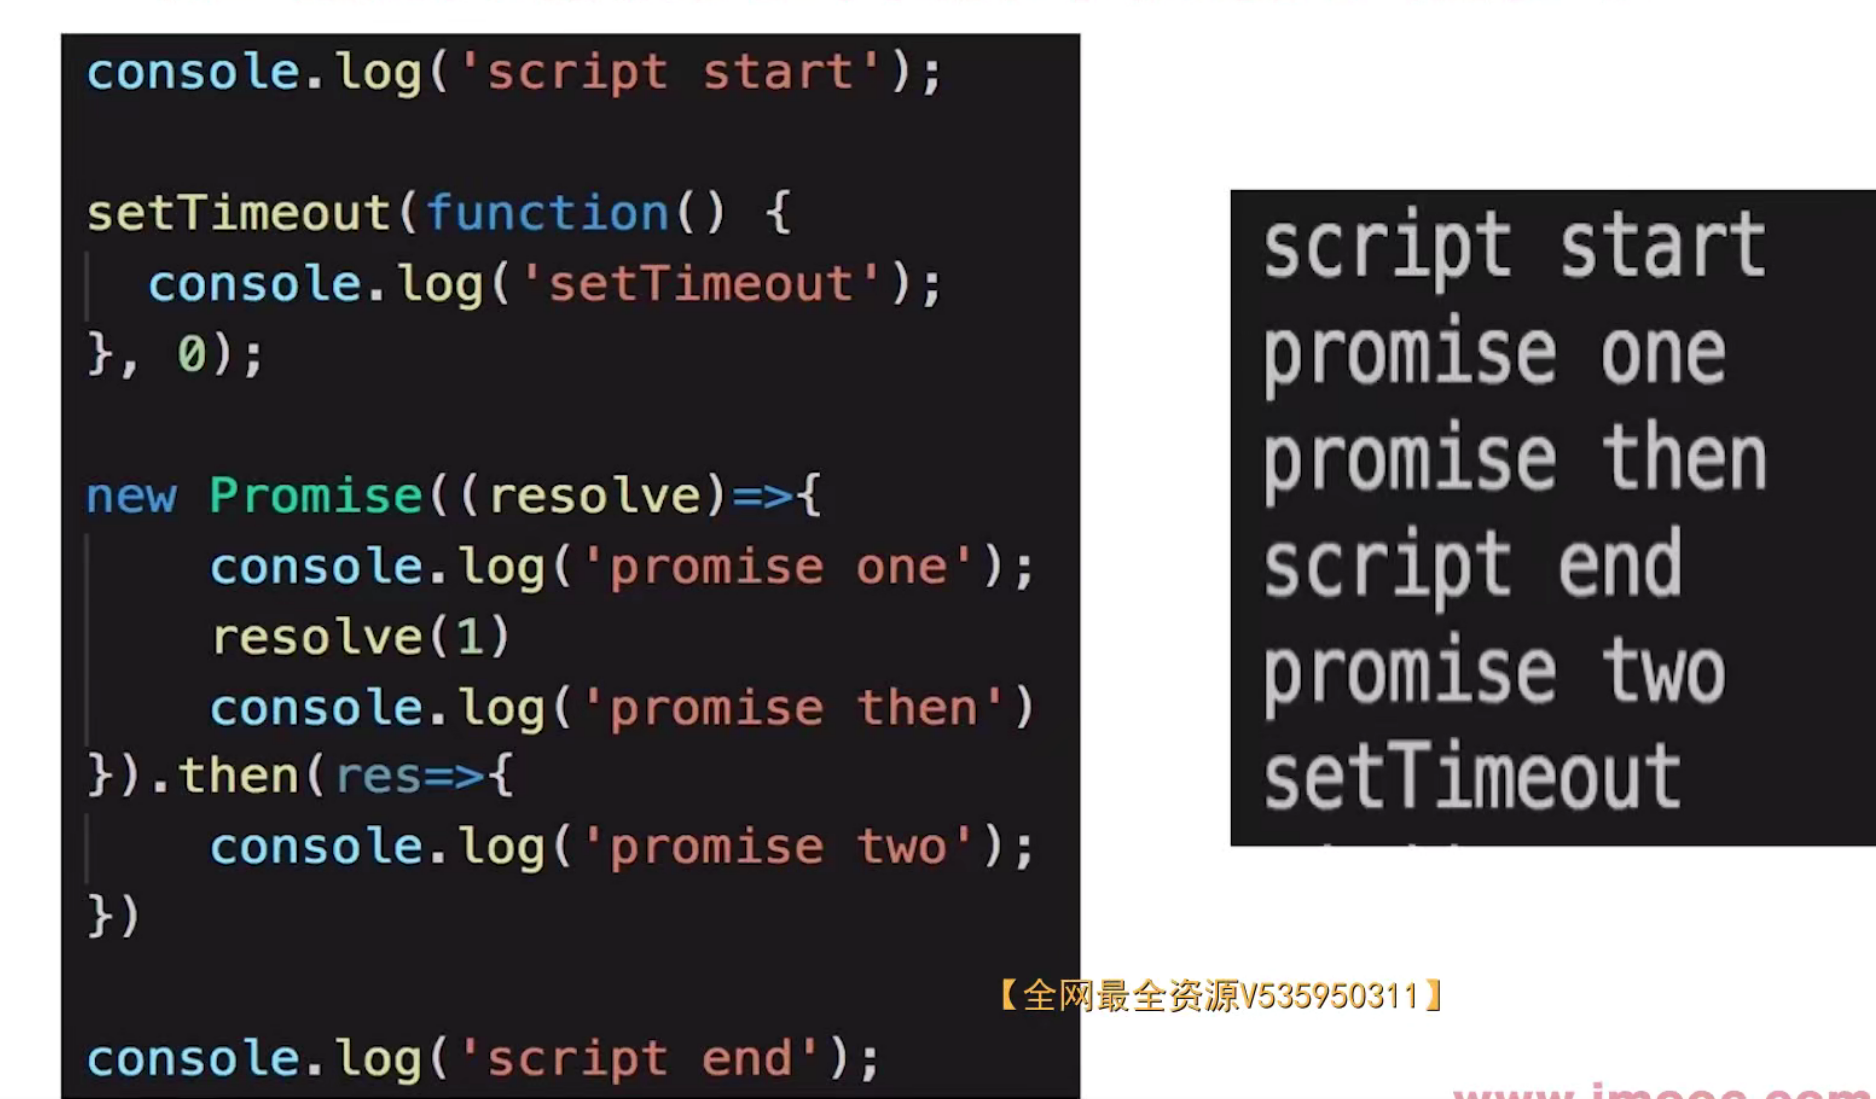 console.log('script start');
setTimeout(function() {
console.log('setTimeout');
}, 0);
new Promise((resolve)=>{
console.log('promise one');
resolve(1)
console.log('promise then')
}).then(res=>{
console.log('promise two');
})
console.log('script end');
script start
promise one
promise then
script end
promise two
setTimeout
【全网最全资源V535950311】